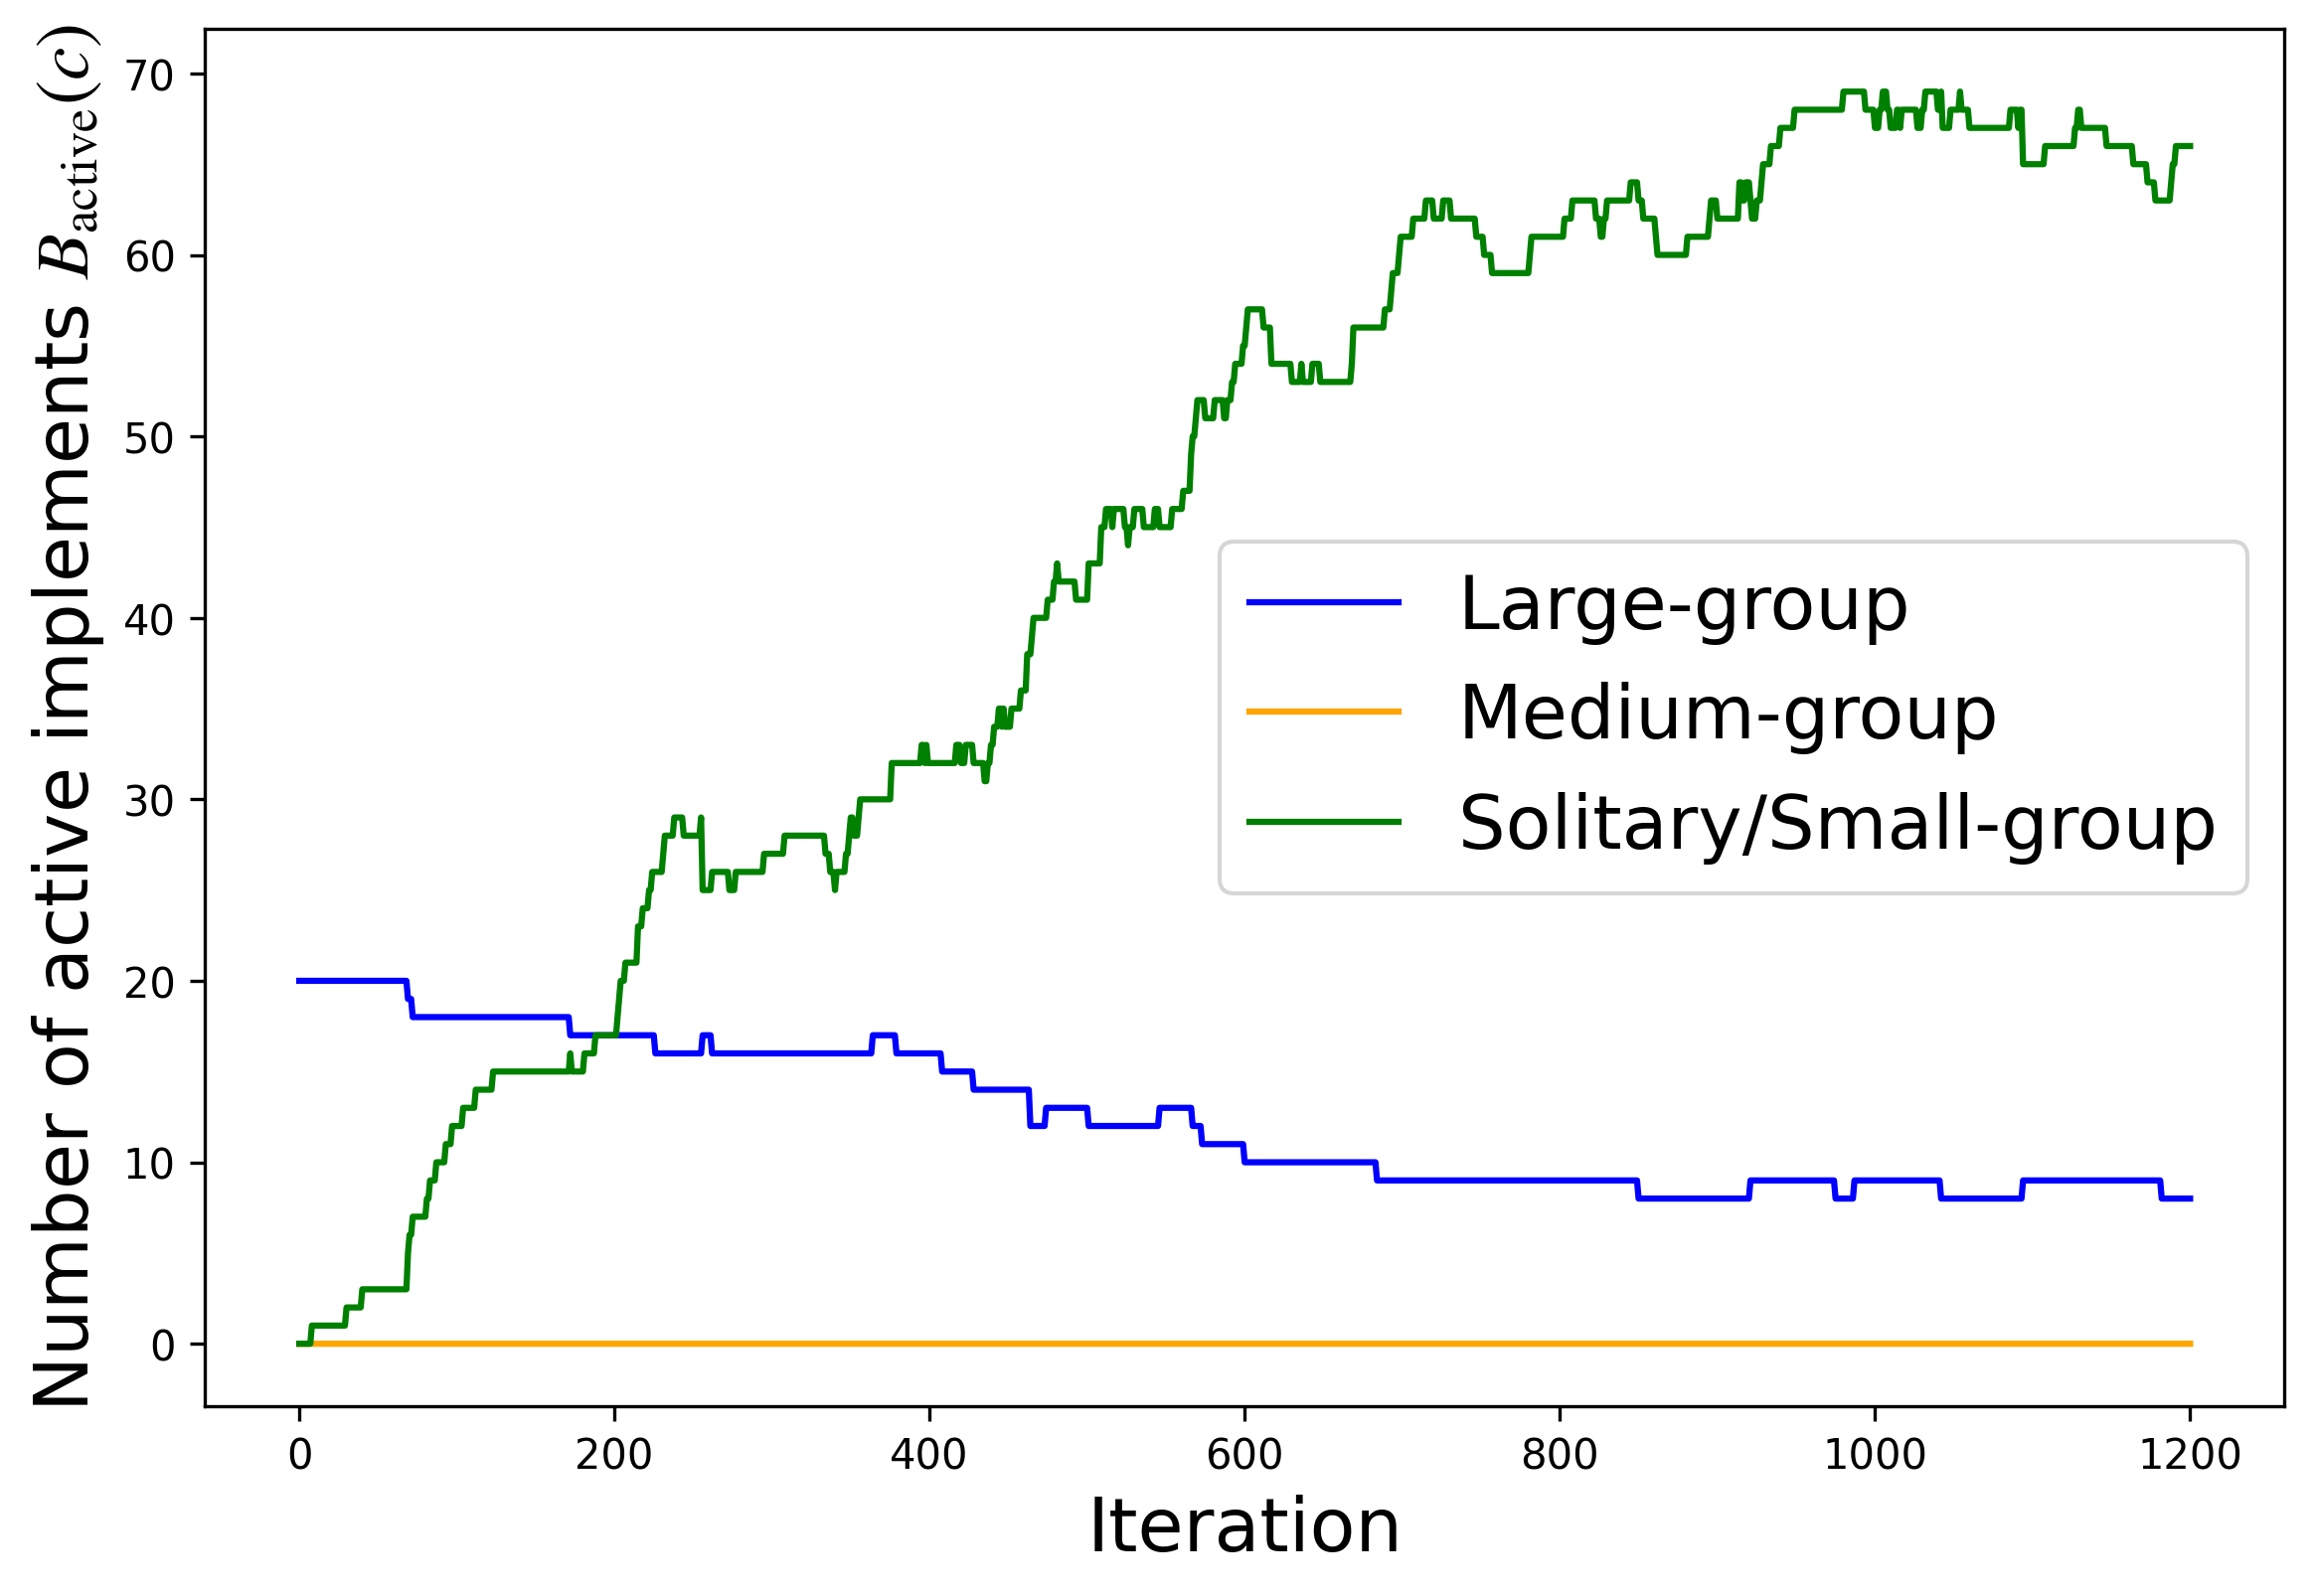 Number of active implements B_active(c)
70
60
50
40
30
20
10
0
Large-group
Medium-group
Solitary/Small-group
0 200 400 600 800 1000 1200
Iteration